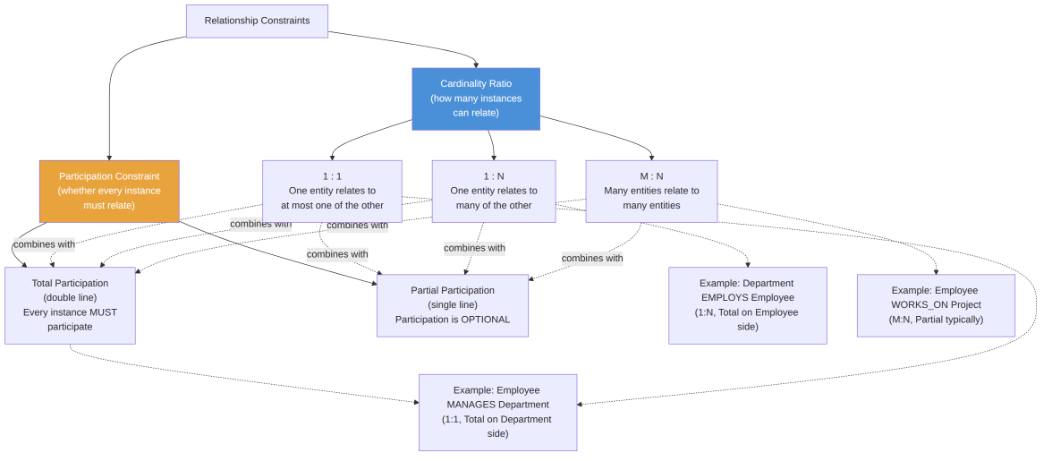 Relationship Constraints
Cardinality Ratio
(how many instances
can relate)
Participation Constraint
(whether every instance
must relate)
1 : 1
One entity relates to
at most one of the other
1 : N
One entity relates to
many of the other
M : N
Many entities relate to
many entities
combines with
combines with
combines with
combines with
combines with
combines with
Total Participation
(double line)
Every instance MUST
participate
Partial Participation
(single line)
Participation is OPTIONAL
Example: Department
EMPLOYS Employee
(1:N, Total on Employee
side)
Example: Employee
WORKS_ON Project
(M:N, Partial typically)
Example: Employee
MANAGES Department
(1:1, Total on Department
side)